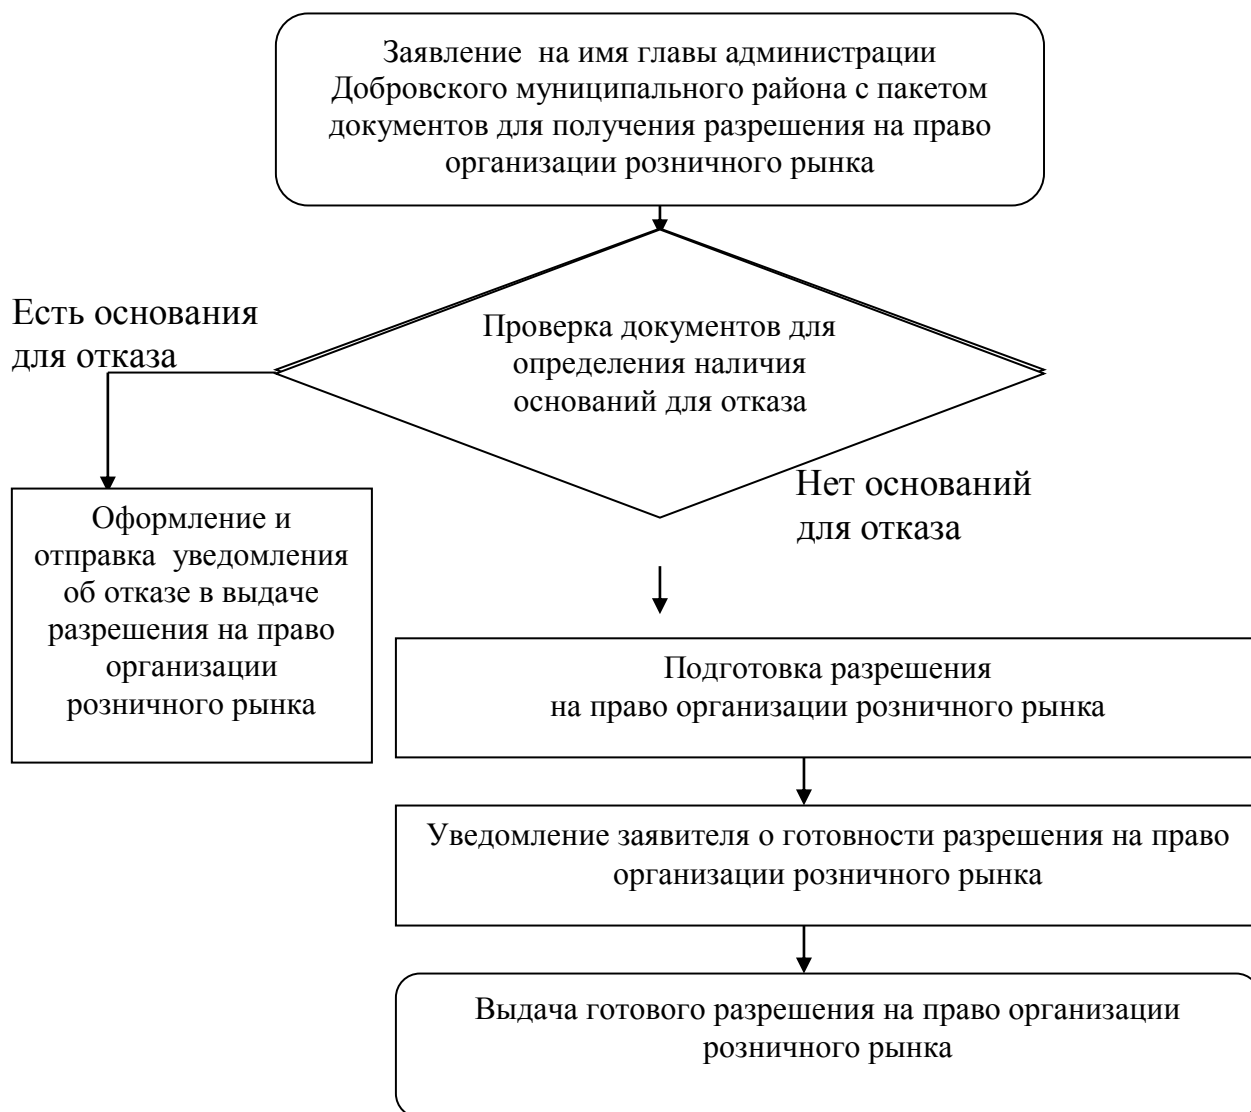 Заявление на имя главы администрации
Добровского муниципального района с пакетом
документов для получения разрешения на право
организации розничного рынка
Есть основания
для отказа
Проверка документов для
определения наличия
оснований для отказа
Нет оснований
для отказа
Оформление и
отправка уведомления
об отказе в выдаче
разрешения на право
организации
розничного рынка
Подготовка разрешения
на право организации розничного рынка
Уведомление заявителя о готовности разрешения на право
организации розничного рынка
Выдача готового разрешения на право организации
розничного рынка